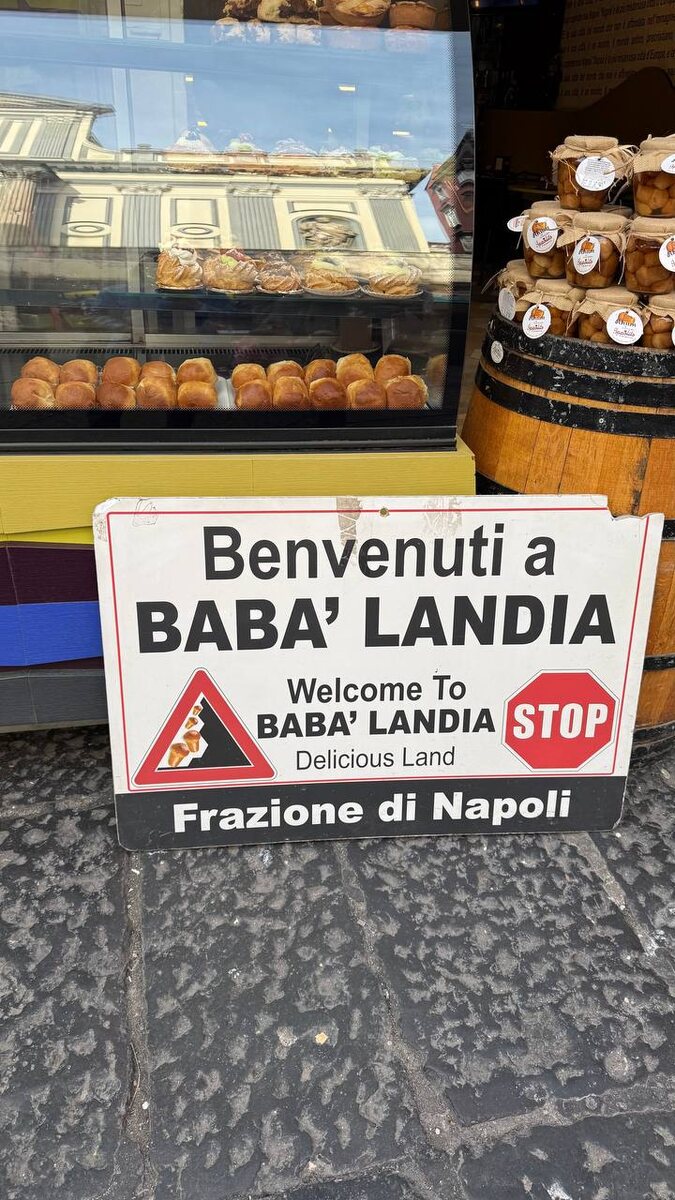 Benvenuti a
BABA’ LANDIA
Welcome To
BABA’ LANDIA
Delicious Land
STOP
Frazione di Napoli